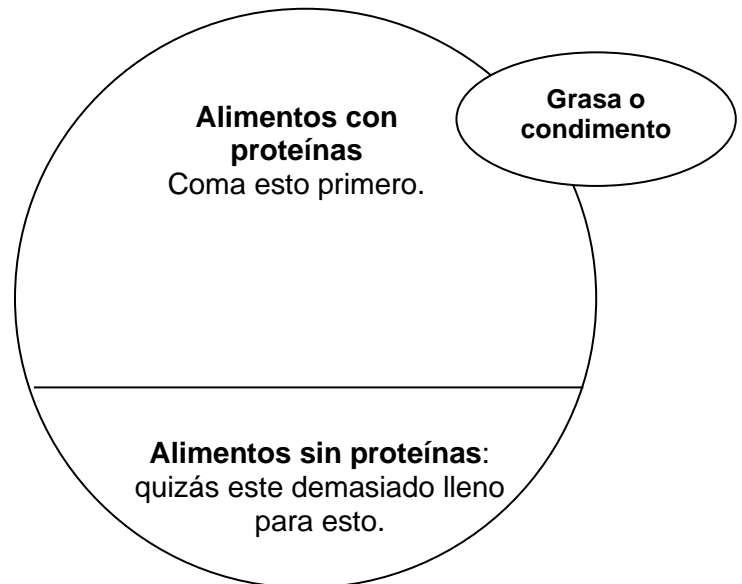 Alimentos con
proteínas
Coma esto primero.
Grasa o
condimento
Alimentos sin proteínas:
quizás este demasiado lleno
para esto.